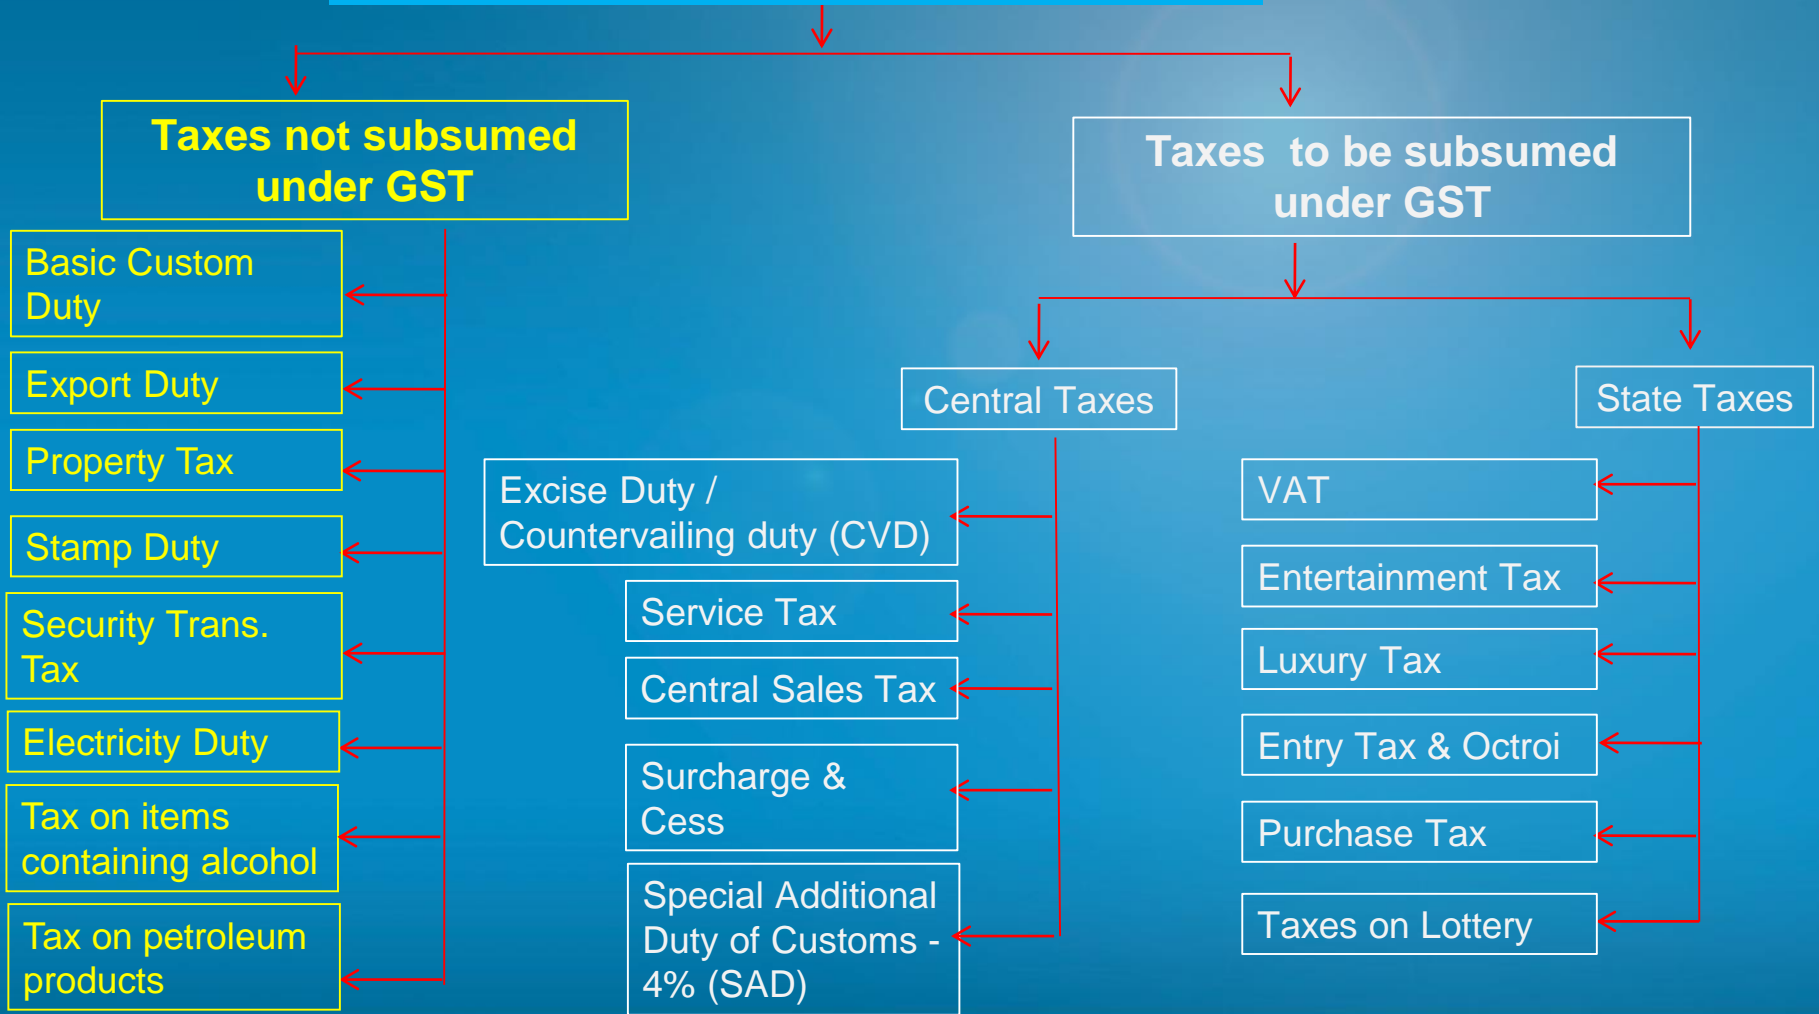 Taxes not subsumed
under GST
Basic Custom
Duty
Export Duty
Property Tax
Stamp Duty
Security Trans.
Tax
Electricity Duty
Tax on items
containing alcohol
Tax on petroleum
products
Taxes to be subsumed
under GST
Central Taxes
Excise Duty /
Countervailing duty (CVD)
Service Tax
Central Sales Tax
Surcharge &
Cess
Special Additional
Duty of Customs -
4% (SAD)
State Taxes
VAT
Entertainment Tax
Luxury Tax
Entry Tax & Octroi
Purchase Tax
Taxes on Lottery